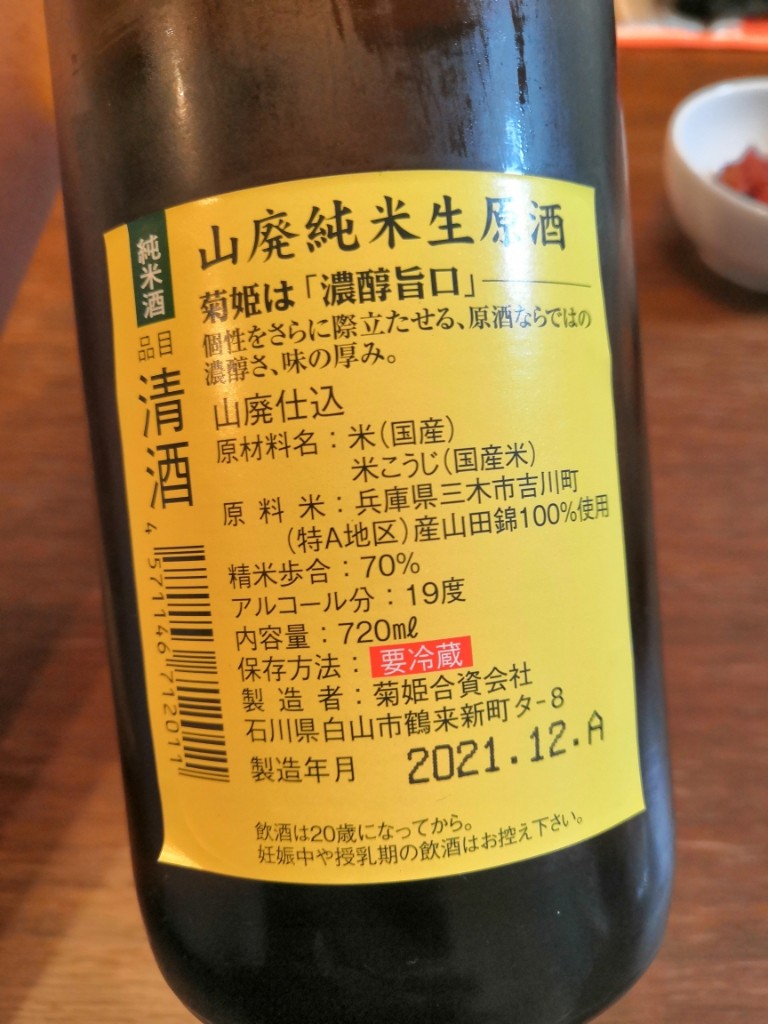 純米酒
品目
清酒
4 571146 712011
山廃純米生原酒
菊姫は「濃醇旨口」
個性をさらに際立たせる、原酒ならではの
濃醇さ、味の厚み。
山廃仕込
原材料名：米(国産)
米こうじ(国産米)
原料米：兵庫県三木市吉川町
(特A地区)産山田錦100%使用
精米歩合：70%
アルコール分：19度
内容量：720㎖
保存方法：要冷蔵
製造者：菊姫合資会社
石川県白山市鶴来新町タ-8
製造年月 2021.12.A
飲酒は20歳になってから。
妊娠中や授乳期の飲酒はお控え下さい。